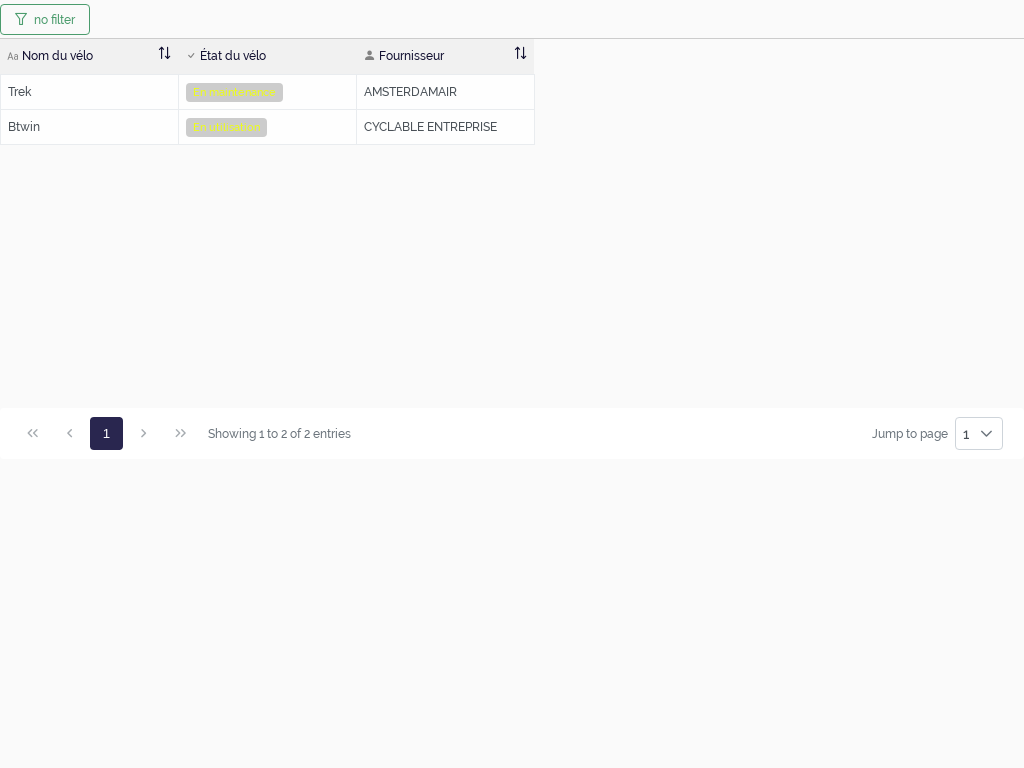 no filter
Aa Nom du vélo État du vélo Fournisseur
Trek En maintenance AMSTERDAMAIR
Btwin En utilisation CYCLABLE ENTREPRISE
1 Showing 1 to 2 of 2 entries Jump to page 1